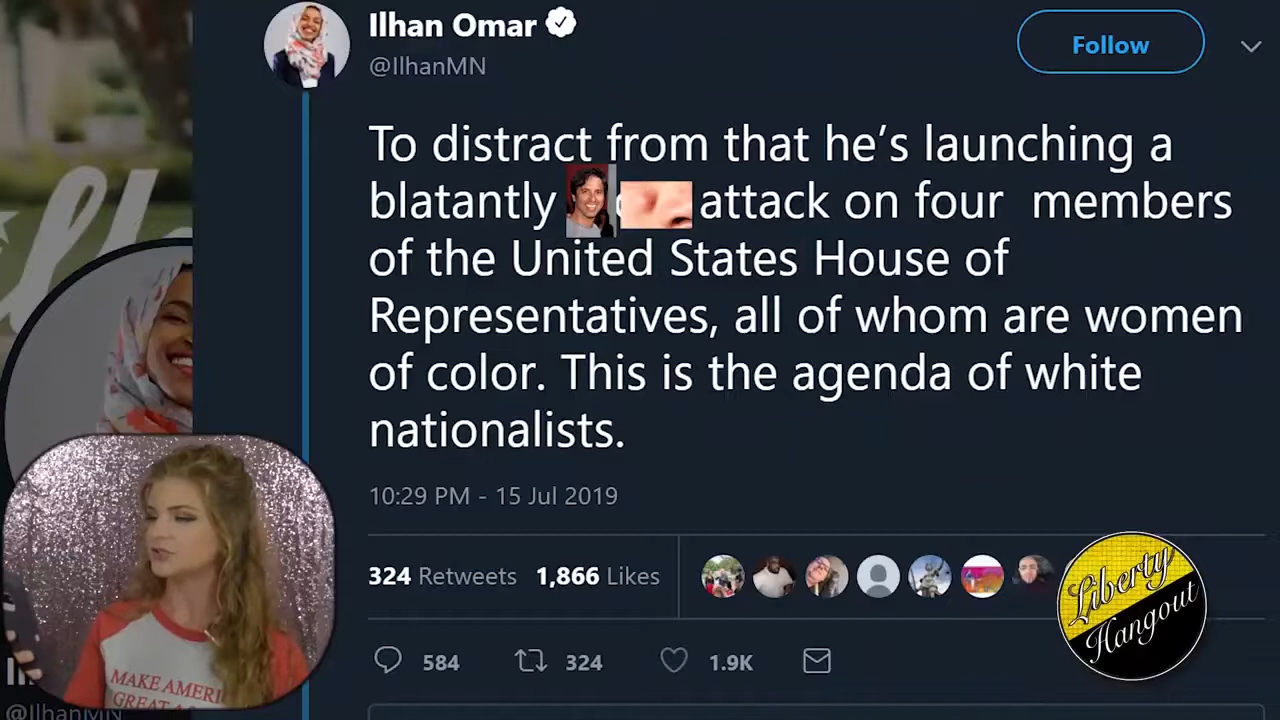 Ilhan Omar
@IlhanMN
Follow
To distract from that he's launching a
blatantly attack on four members
of the United States House of
Representatives, all of whom are women
of color. This is the agenda of white
nationalists.
10:29 PM - 15 Jul 2019
324 Retweets 1,866 Likes
584 324 1.9K
Liberty
Hangout
MAKE AMERI
GREAT
@IlhanMN